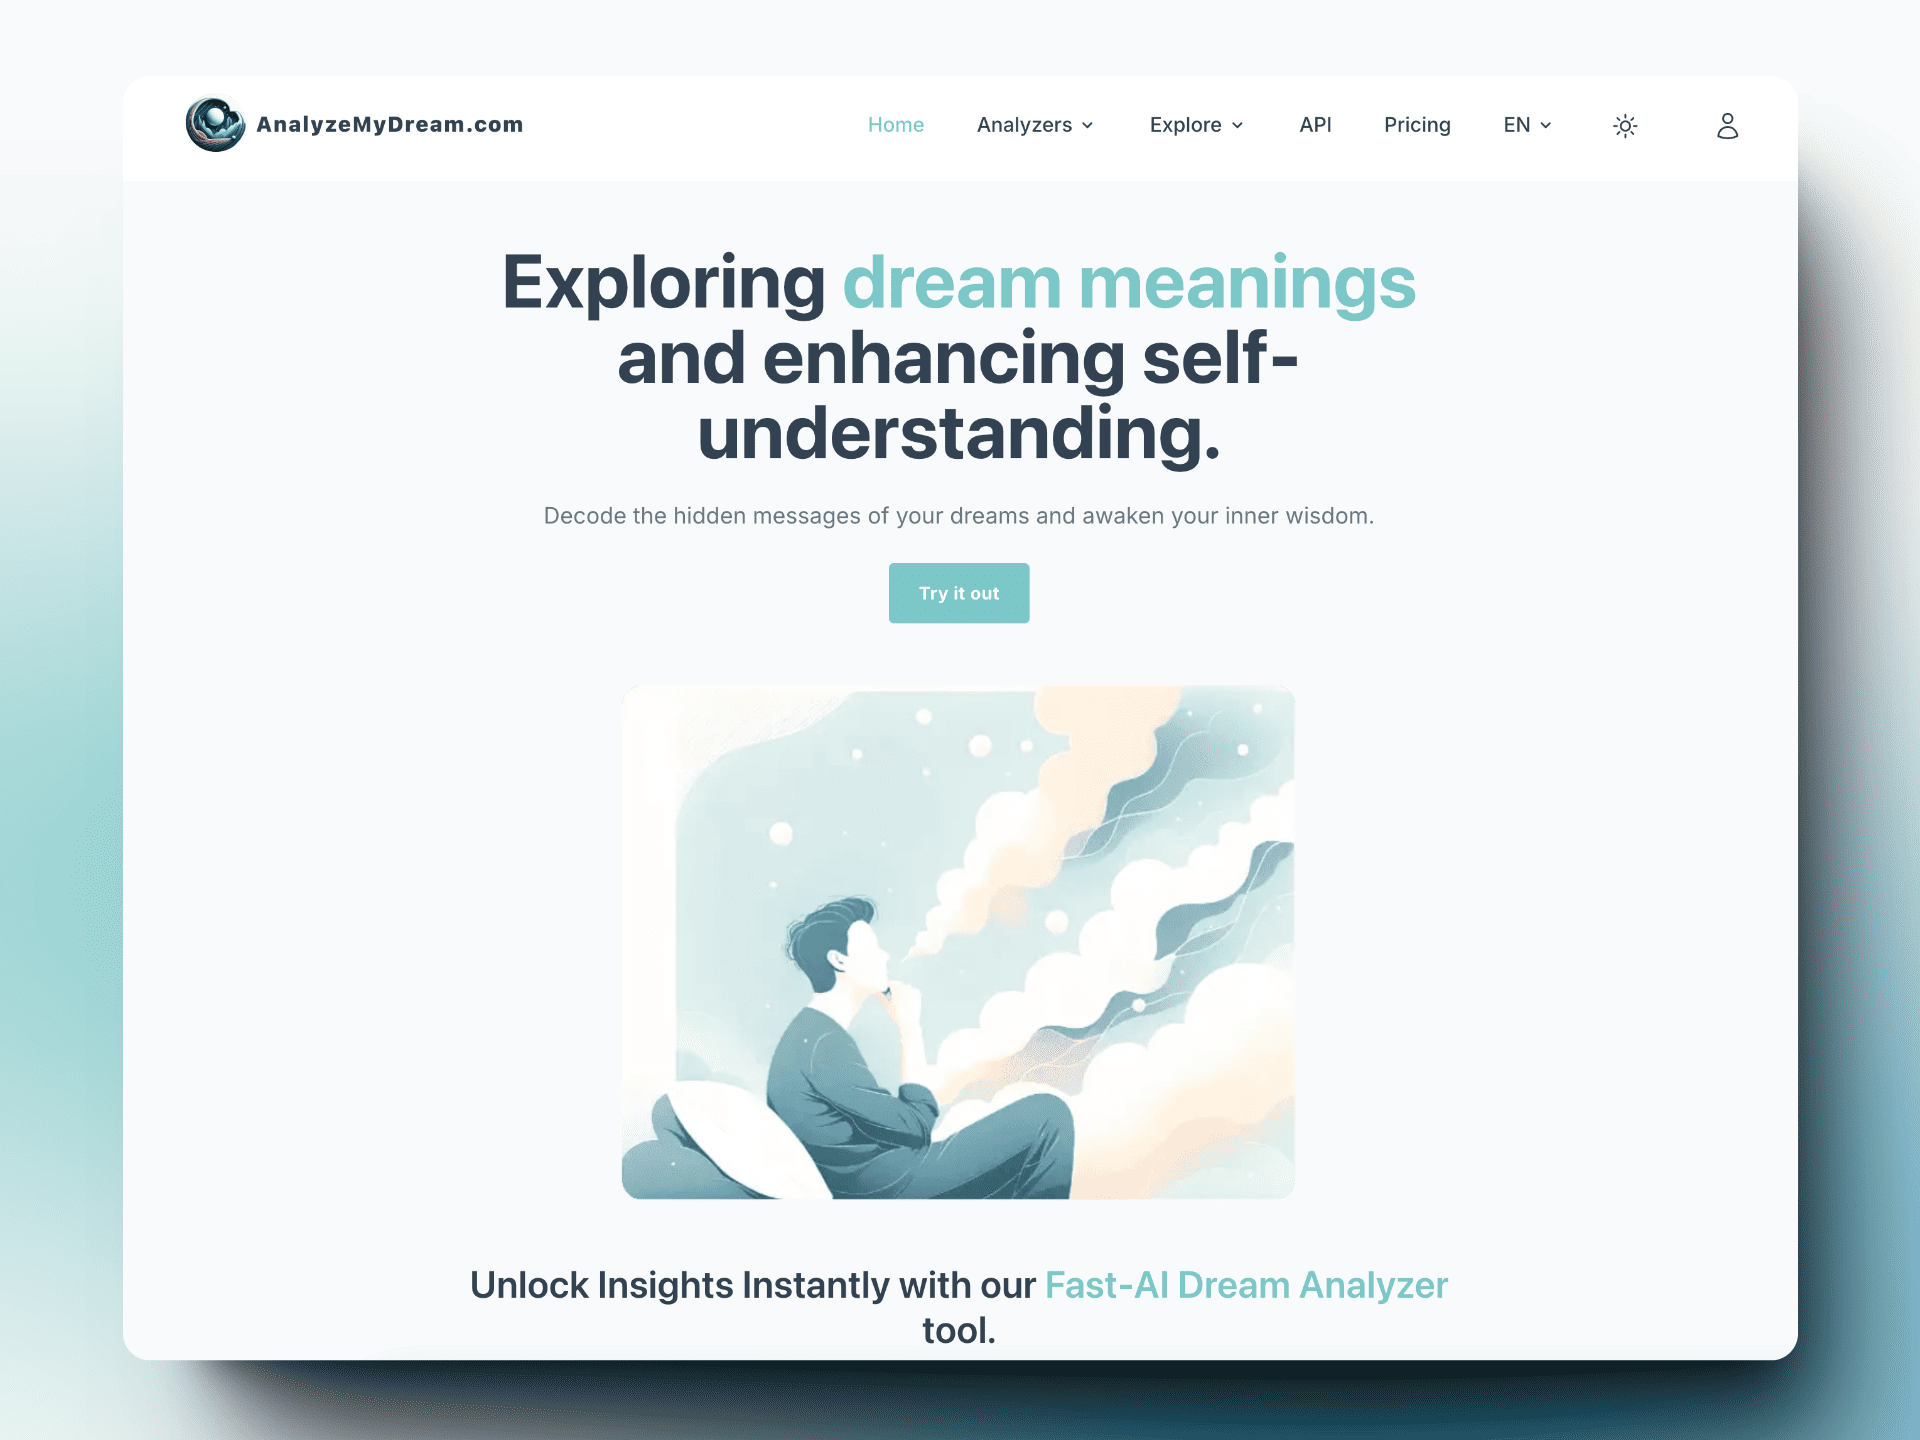 AnalyzeMyDream.com
Home Analyzers Explore API Pricing EN
Exploring dream meanings
and enhancing self-
understanding.
Decode the hidden messages of your dreams and awaken your inner wisdom.
Try it out
Unlock Insights Instantly with our Fast-AI Dream Analyzer
tool.